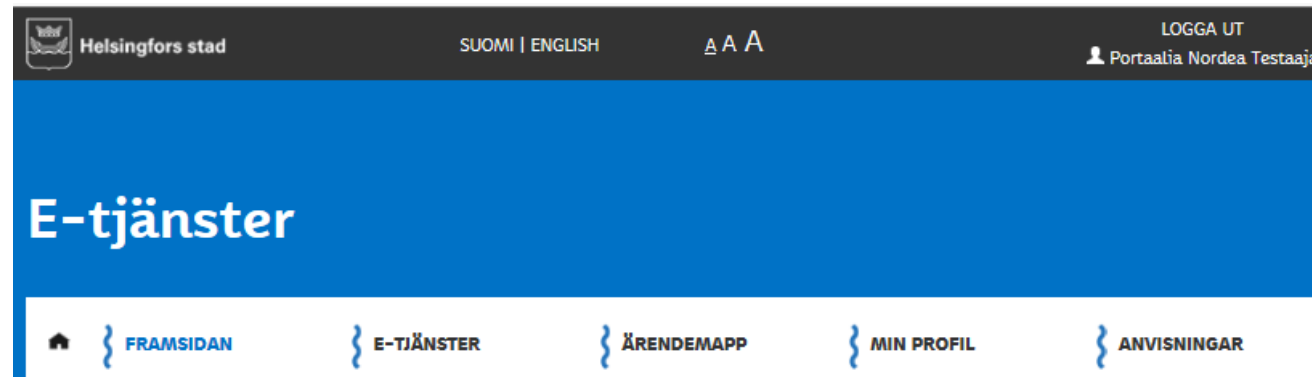 Helsingfors stad
SUOMI | ENGLISH
A A A
LOGGA UT
Portaalia Nordea Testaaja
E-tjänster
FRAMSIDAN
E-TJÄNSTER
ÄRENDEMAPP
MIN PROFIL
ANVISNINGAR